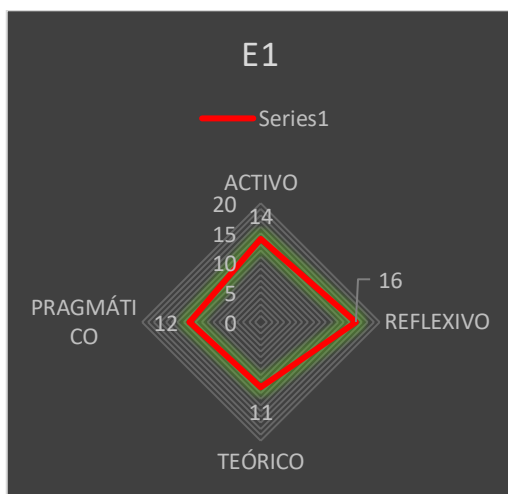 E1
Series1
ACTIVO
20
14
15
10
16
5
PRAGMÁTI
CO
12
0
REFLEXIVO
11
TEÓRICO